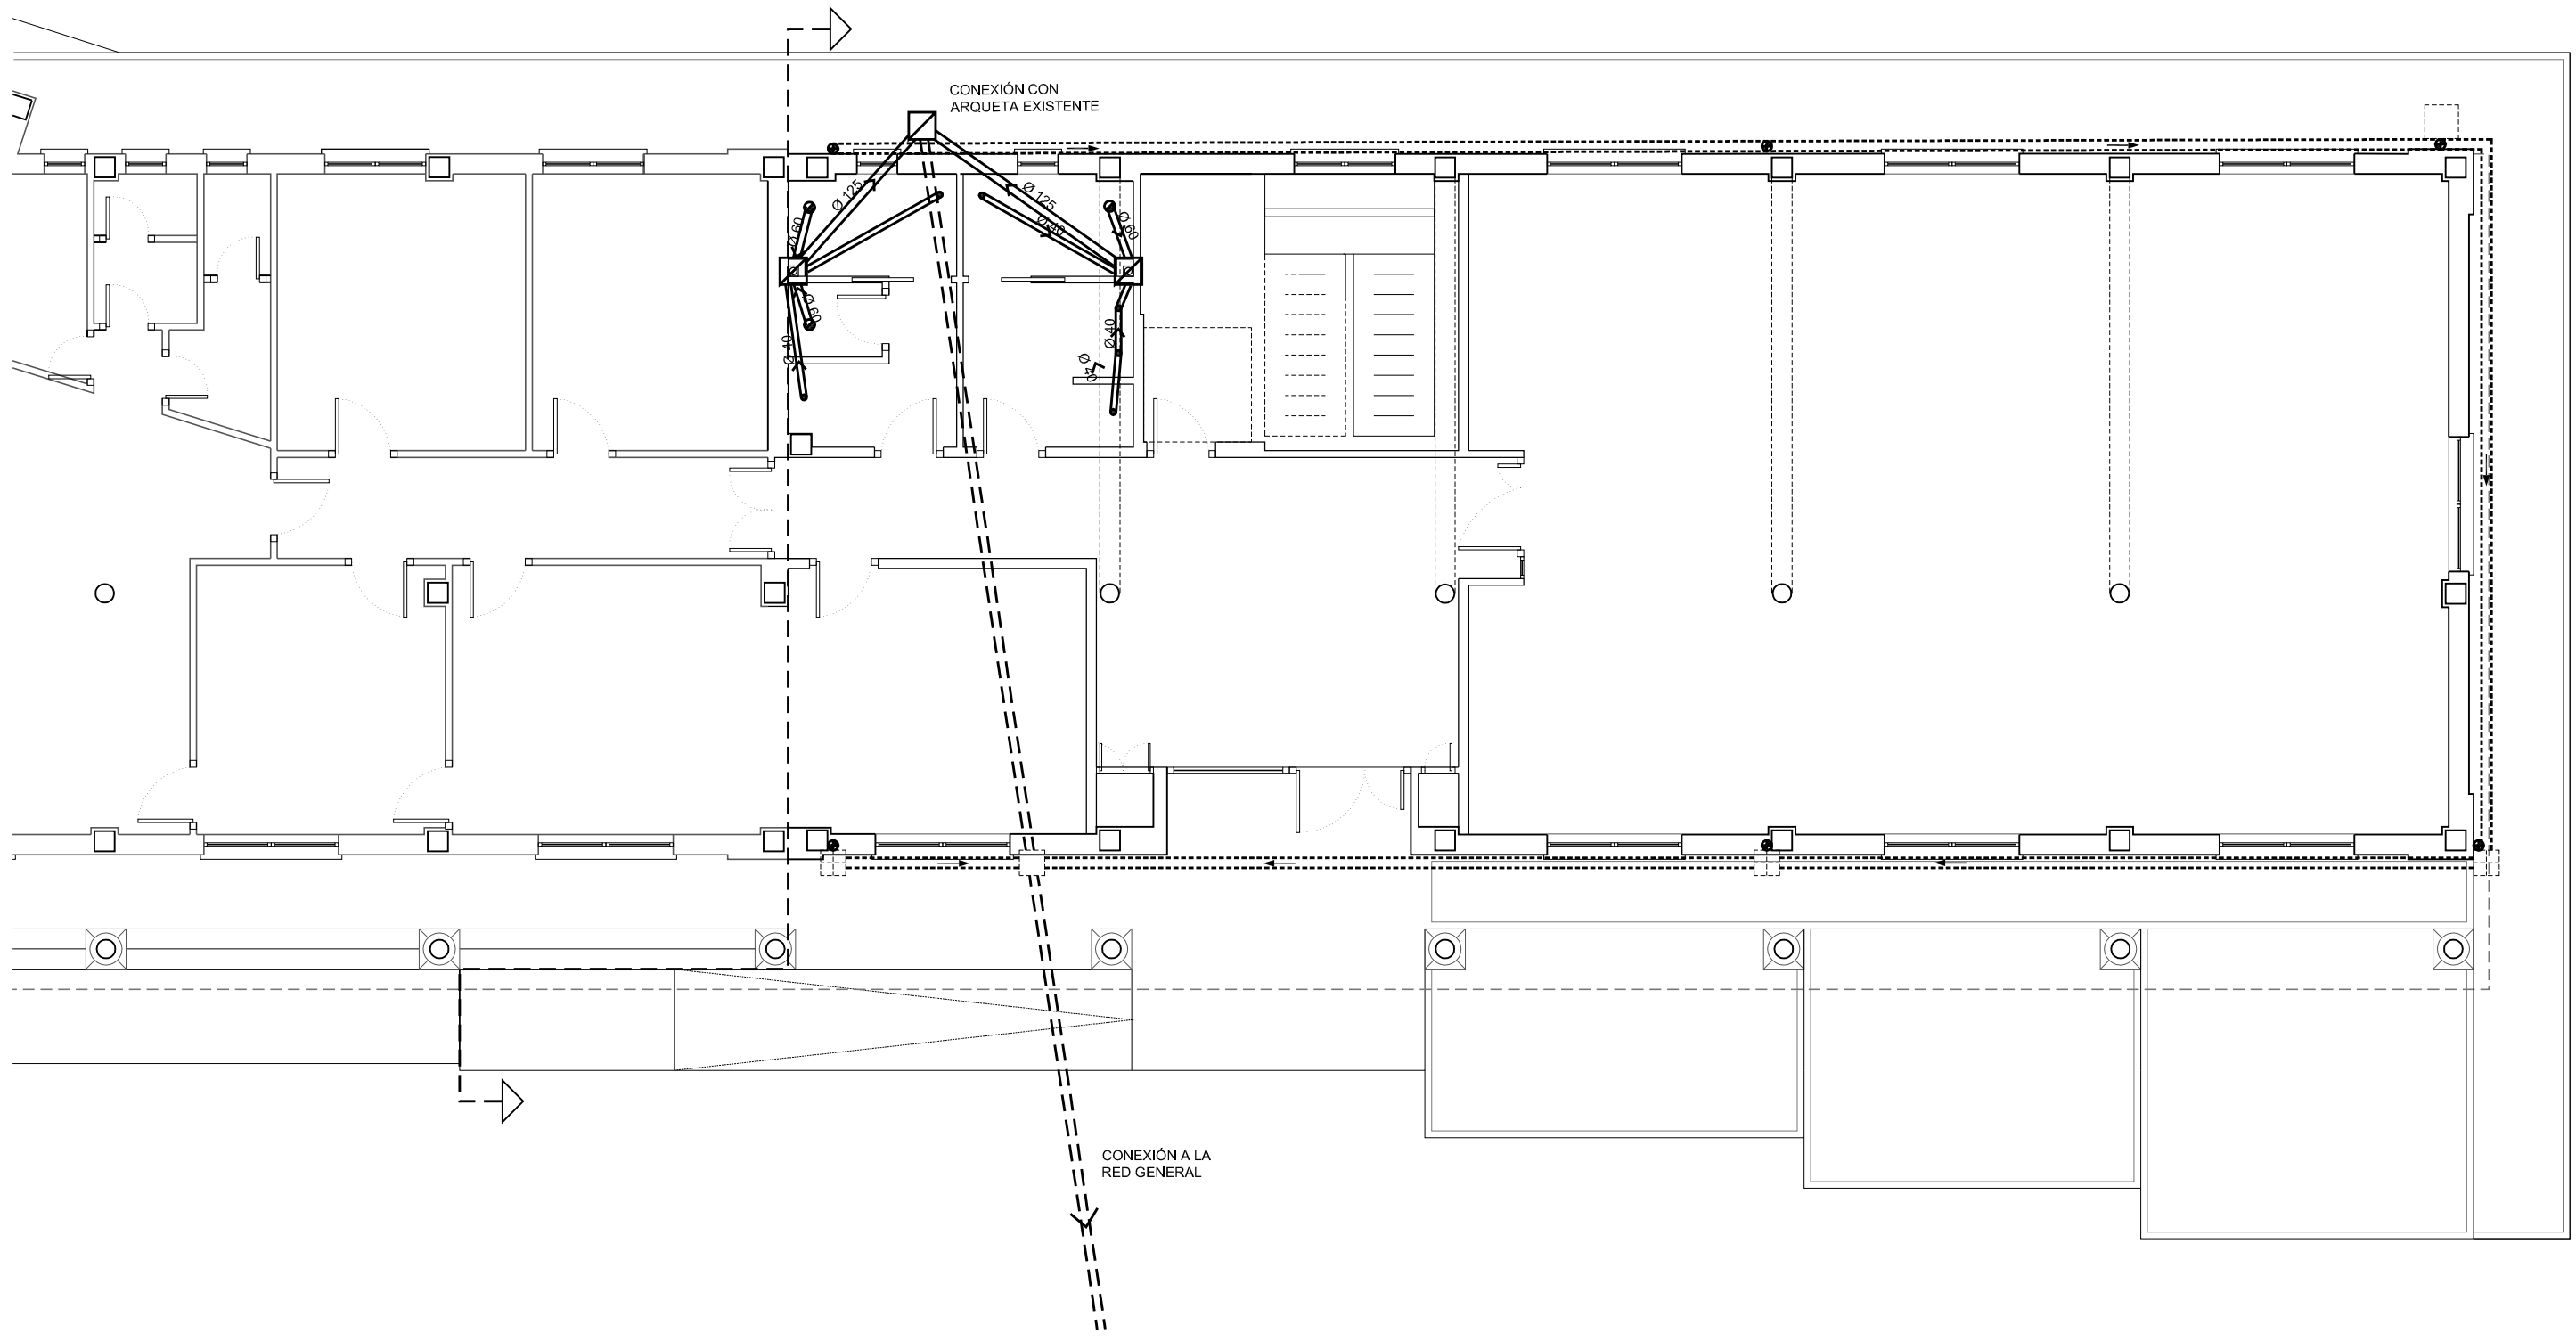 CONEXIÓN CON
ARQUETA EXISTENTE
Ø 125
Ø 125
Ø 60
Ø 40
Ø 60
Ø 60
Ø 40
Ø 40
Ø 40
CONEXIÓN A LA
RED GENERAL